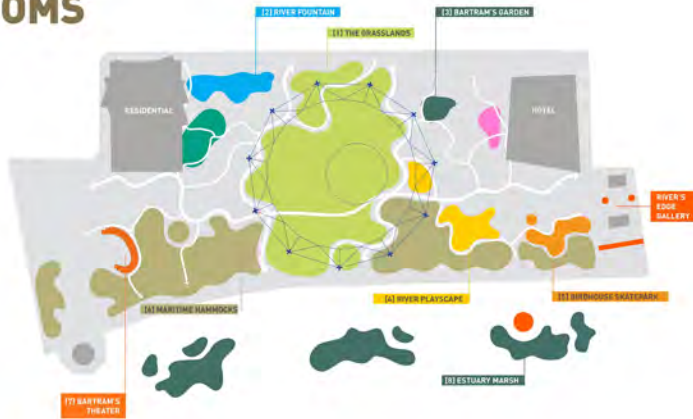 OMS
[2] RIVER FOUNTAIN
[1] THE GRASSLANDS
[3] BARTRAM'S GARDEN
RESIDENTIAL
HOTEL
RIVER'S
EDGE
GALLERY
[6] MARITIME HAMMOCKS
[4] RIVER PLAYSCAPE
[5] BIRDHOUSE SKATEPARK
[7] BARTRAM'S
THEATER
[8] ESTUARY MARSH